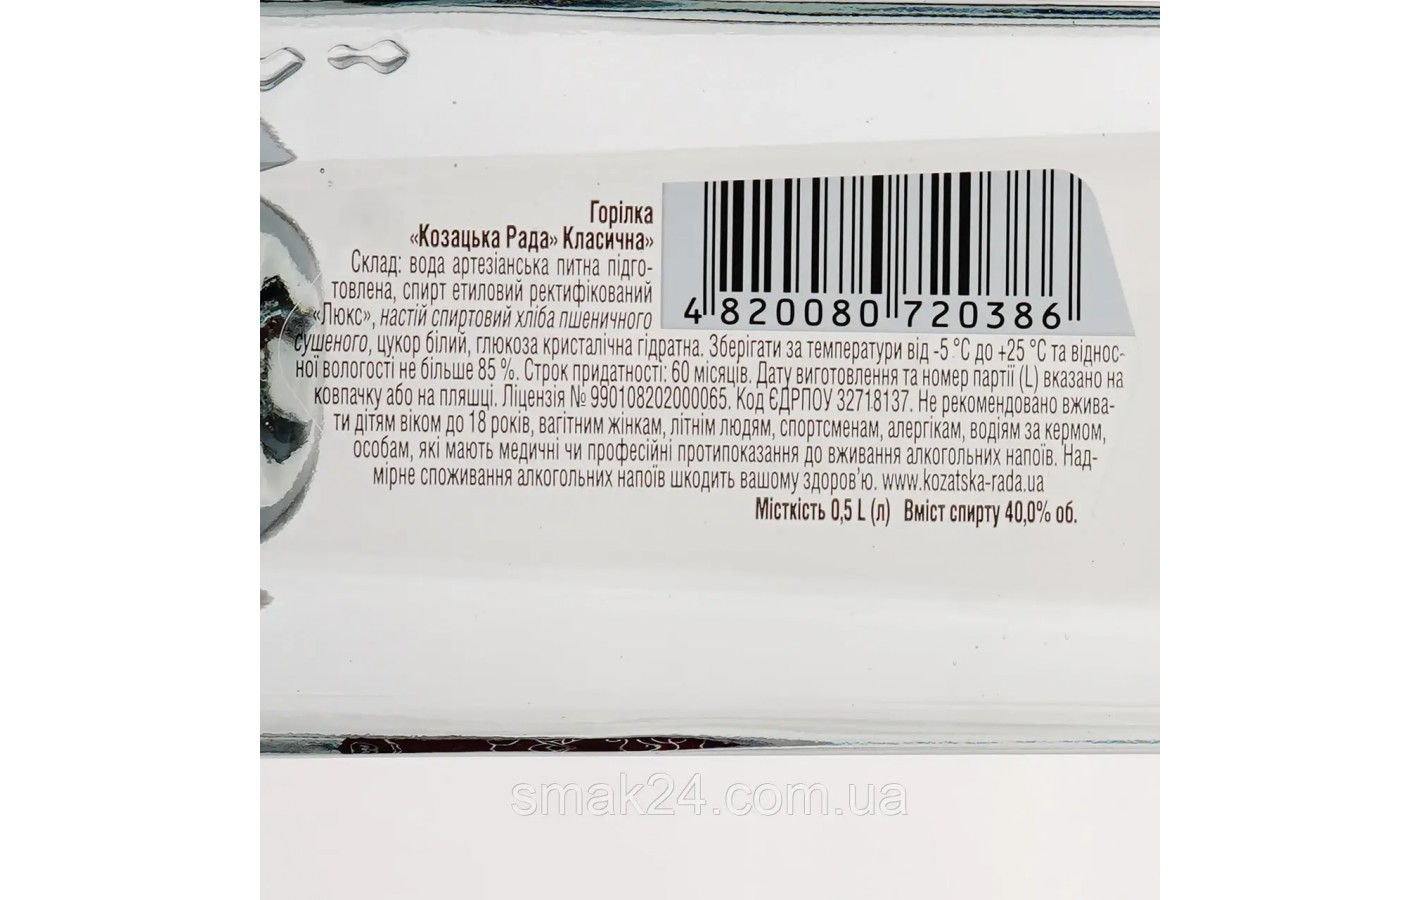 Горілка
«Козацька Рада» Класична»
Склад: вода артезіанська питна підго-
товлена, спирт етиловий ректифікований
«Люкс», настій спиртовий хліба пшеничного
сушеного, цукор білий, глюкоза кристалічна гідратна. Зберігати за температури від -5 °С до +25 °С та віднос-
ної вологості не більше 85 %. Строк придатності: 60 місяців. Дату виготовлення та номер партії (L) вказано на
ковпачку або на пляшці. Ліцензія № 990108202000065. Код ЄДРПОУ 32718137. Не рекомендовано вжива-
ти дітям віком до 18 років, вагітним жінкам, літнім людям, спортсменам, алергікам, водіям за кермом,
особам, які мають медичні чи професійні протипоказання до вживання алкогольних напоїв. Над-
мірне споживання алкогольних напоїв шкодить вашому здоров'ю. www.kozatska-rada.ua
Місткість 0,5 L (л) Вміст спирту 40,0% об.
4 820080 720386
smak24.com.ua